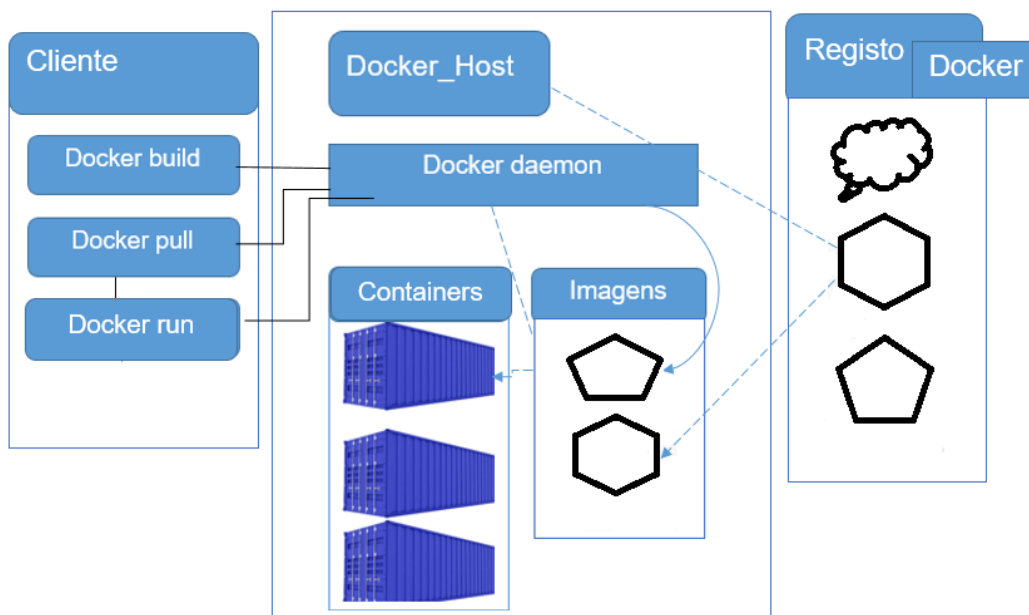 Cliente
Docker build
Docker pull
Docker run
Docker_Host
Docker daemon
Containers
Imagens
Registo
Docker